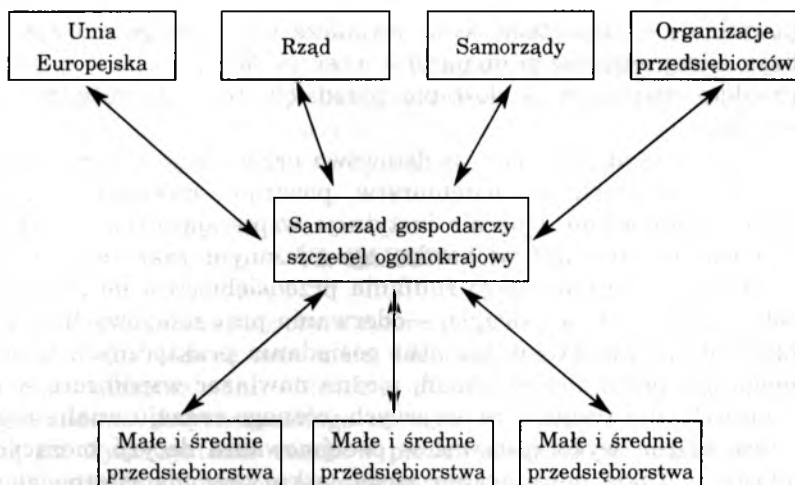 Unia
Europejska
Rząd
Samorządy
Organizacje
przedsiębiorców
Samorząd gospodarczy
szczebel ogólnokrajowy
Małe i średnie
przedsiębiorstwa
Małe i średnie
przedsiębiorstwa
Małe i średnie
przedsiębiorstwa